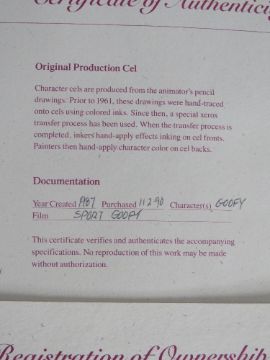 Certificate of Authenticity
Original Production Cel
Character cels are produced from the animator's pencil
drawings. Prior to 1961, these drawings were hand-traced
onto cels using colored inks. Since then, a special xerox
transfer process has been used. When the transfer process is
completed, inkers hand-apply effects inking on cel fronts.
Painters then hand-apply character color on cel backs.
Documentation
Year Created 1987 Purchased 11 2 90 Character(s) GOOFY
Film SPORT GOOFY
This certificate verifies and authenticates the accompanying
specifications. No reproduction of this work may be made
without authorization.
Registration of Ownership